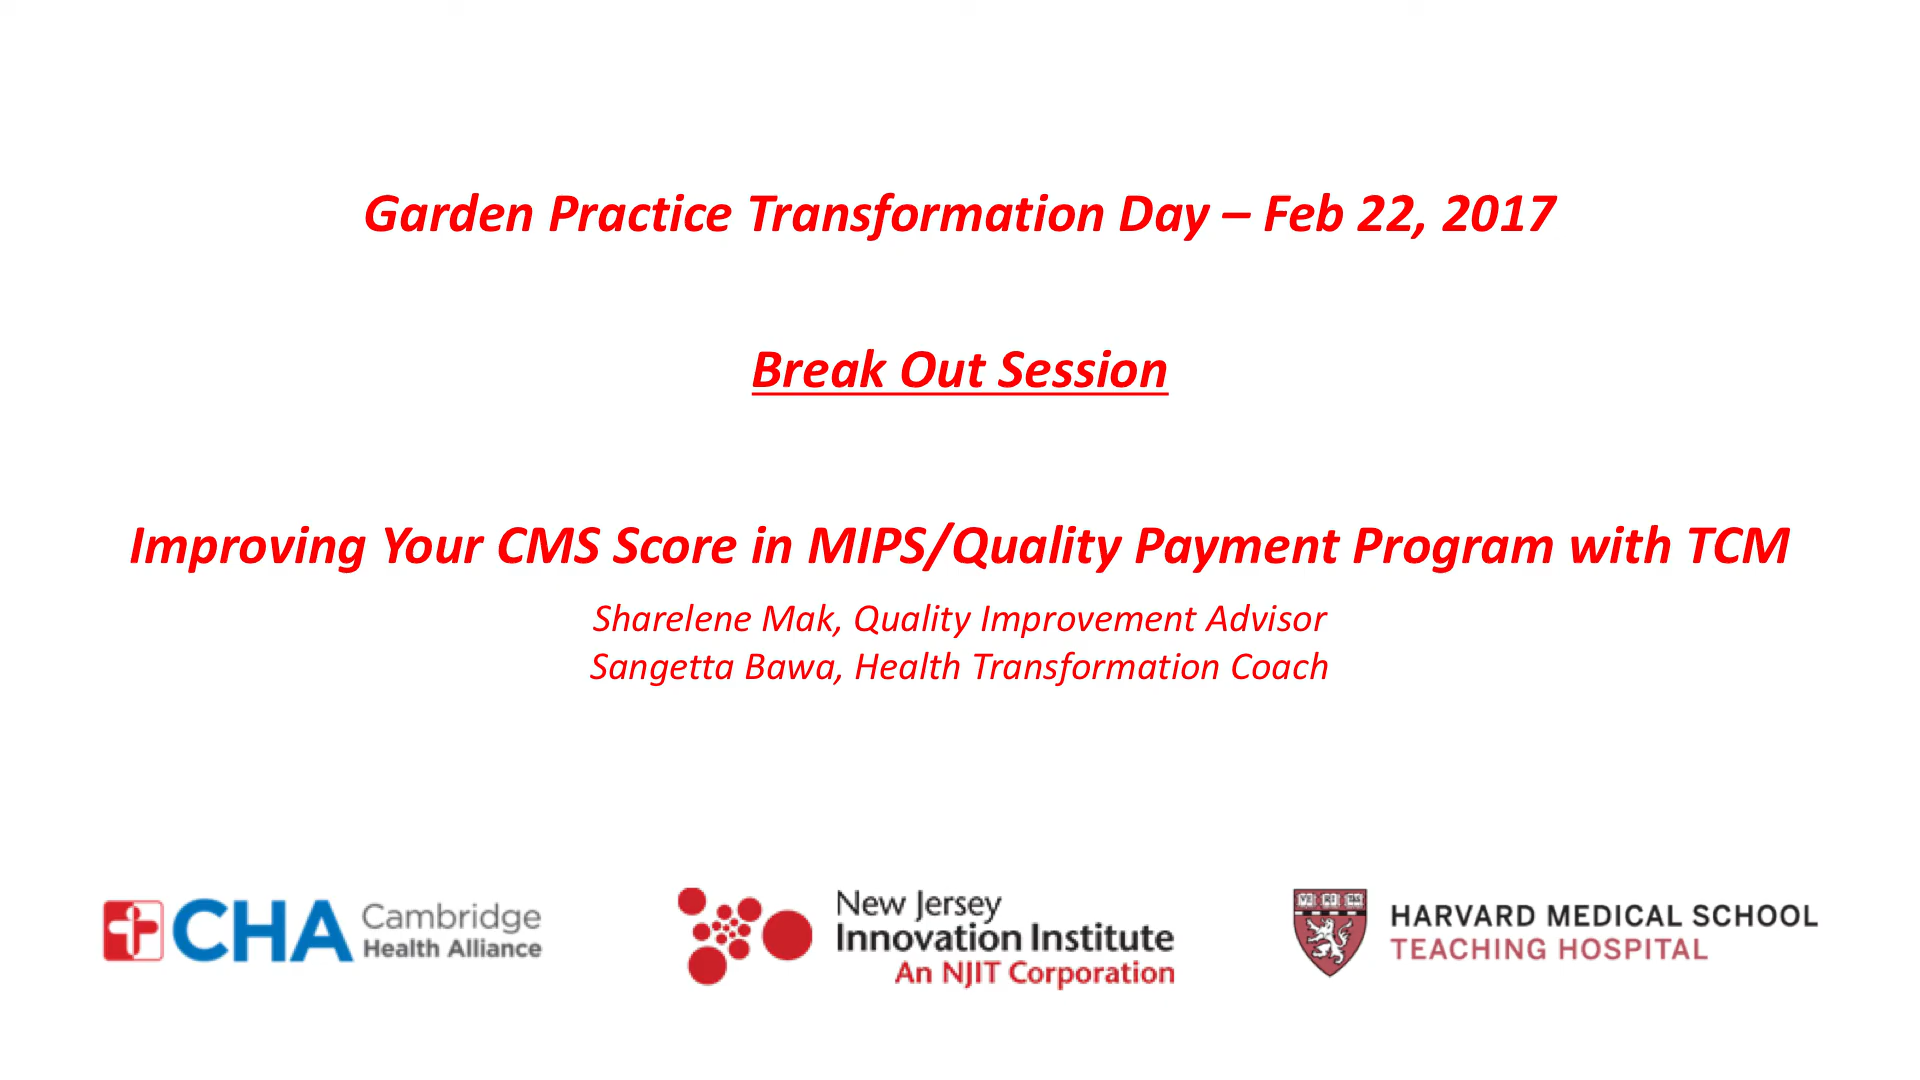 Garden Practice Transformation Day – Feb 22, 2017
Break Out Session
Improving Your CMS Score in MIPS/Quality Payment Program with TCM
Sharelene Mak, Quality Improvement Advisor
Sangetta Bawa, Health Transformation Coach
CHA Cambridge
Health Alliance
New Jersey
Innovation Institute
An NJIT Corporation
HARVARD MEDICAL SCHOOL
TEACHING HOSPITAL